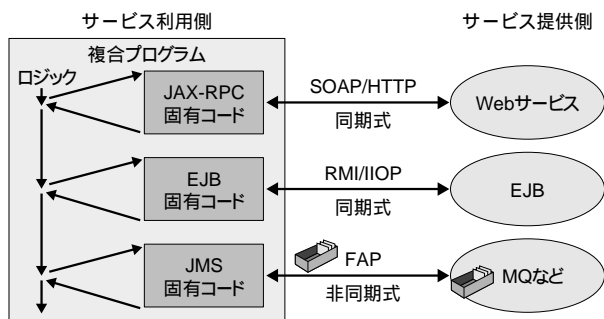 サービス利用側
サービス提供側
複合プログラム
ロジック
JAX-RPC
固有コード
SOAP/HTTP
同期式
Webサービス
EJB
固有コード
RMI/IIOP
同期式
EJB
JMS
固有コード
FAP
非同期式
MQなど